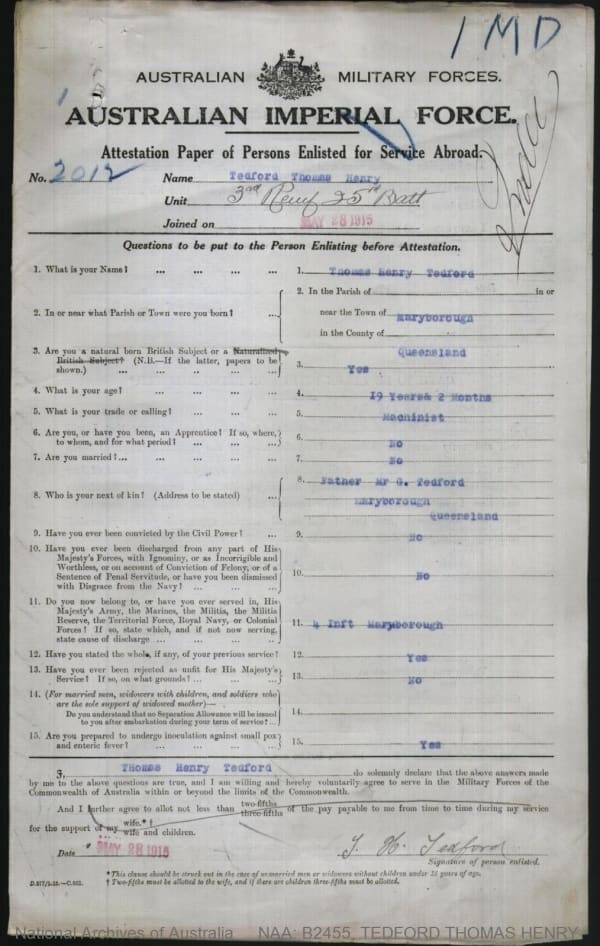 1 MD
AUSTRALIAN MILITARY FORCES.
AUSTRALIAN IMPERIAL FORCE.
Attestation Paper of Persons Enlisted for Service Abroad.
No. 2012 Name Tedford Thomas Henry
Unit 3rd Reinf 25th Batt
Joined on MAY 28 1915
Questions to be put to the Person Enlisting before Attestation.
1. What is your Name? ... ... ... ... 1. Thomas Henry Tedford
2. In or near what Parish or Town were you born? ... 2. In the Parish of in or
near the Town of Maryborough
in the County of
Queensland
3. Are you a natural born British Subject or a Naturalised
British Subject? (N.B.—If the latter, papers to be
shown.) ... ... ... ... 3. Yes
4. What is your age? ... ... ... ... 4. 19 Years& 2 Months
5. What is your trade or calling? ... ... ... 5. Machinist
6. Are you, or have you been, an Apprentice? If so, where,
to whom, and for what period? ... ... ... 6. No
7. Are you married?... ... ... ... ... 7. No
8. Who is your next of kin? (Address to be stated) ... 8. Father Mr G. Tedford
Maryborough
Queensland
9. Have you ever been convicted by the Civil Power? ... 9. No
10. Have you ever been discharged from any part of His
Majesty's Forces, with Ignominy, or as Incorrigible and
Worthless, or on account of Conviction of Felony, or of a
Sentence of Penal Servitude, or have you been dismissed
with Disgrace from the Navy? ... ... ... 10. No
11. Do you now belong to, or have you ever served in, His
Majesty's Army, the Marines, the Militia, the Militia
Reserve, the Territorial Force, Royal Navy, or Colonial
Forces? If so, state which, and if not now serving,
state cause of discharge ... ... ... ... 11. 4 Inft Maryborough
12. Have you stated the whole, if any, of your previous service? 12. Yes
13. Have you ever been rejected as unfit for His Majesty's
Service? If so, on what grounds? ... ... ... 13. No
14. (For married men, widowers with children, and soldiers who
are the sole support of widowed mother)—
Do you understand that no Separation Allowance will be issued
to you after embarkation during your term of service? ... 14.
15. Are you prepared to undergo inoculation against small pox
and enteric fever? ... ... ... ... 15. Yes
I, Thomas Henry Tedford do solemnly declare that the above answers made
by me to the above questions are true, and I am willing and hereby voluntarily agree to serve in the Military Forces of the
Commonwealth of Australia within or beyond the limits of the Commonwealth.
And I further agree to allot not less than two-fifths three-fifths of the pay payable to me from time to time during my service
for the support of my wife.* † wife and children.
Date MAY 28 1915 T. H. Tedford
Signature of person enlisted.
*This clause should be struck out in the case of unmarried men or widowers without children under 18 years of age.
† Two-fifths must be allotted to the wife, and if there are children three-fifths must be allotted.
National Archives of Australia NAA: B2455, TEDFORD THOMAS HENRY